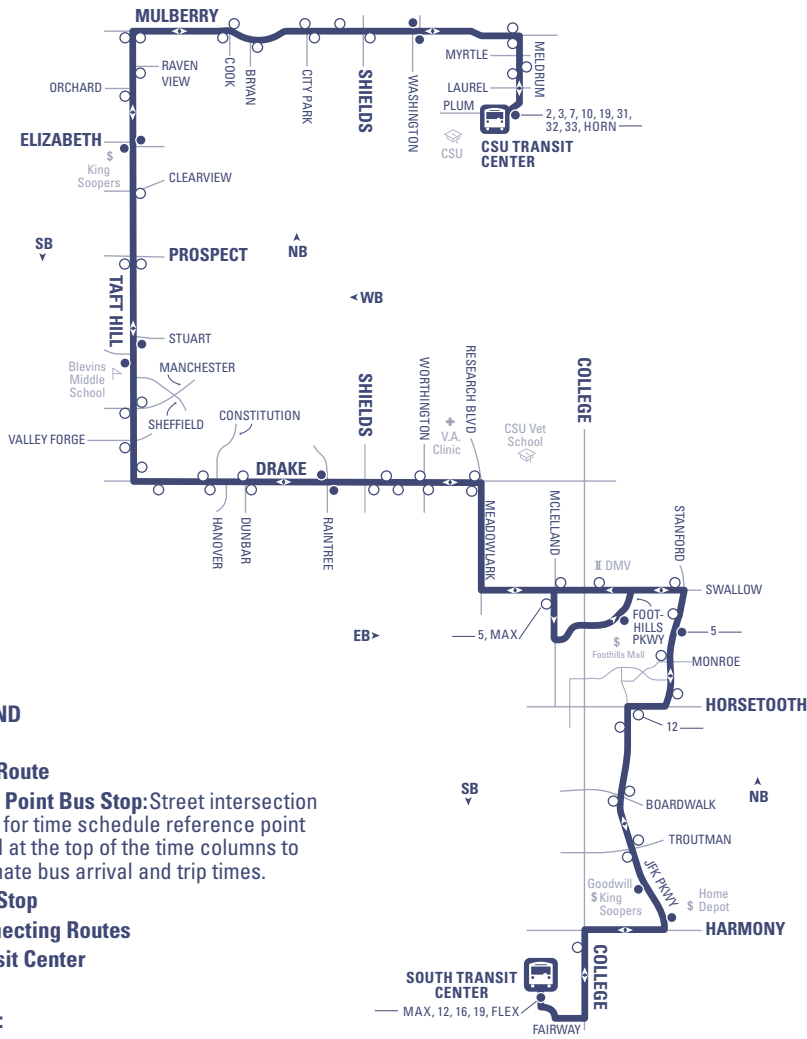 MULBERRY
COOK
BRYAN
CITY PARK
SHIELDS
WASHINGTON
MYRTLE
MELDRUM
LAUREL
PLUM
2, 3, 7, 10, 19, 31,
32, 33, HORN
CSU TRANSIT
CENTER
CSU
RAVEN
VIEW
ORCHARD
ELIZABETH
$
King
Soopers
CLEARVIEW
SB
NB
PROSPECT
WB
TAFT HILL
STUART
Blevins
Middle
School
MANCHESTER
SHEFFIELD
VALLEY FORGE
CONSTITUTION
DRAKE
SHIELDS
WORTHINGTON
RESEARCH BLVD
V.A.
Clinic
CSU Vet
School
COLLEGE
HANOVER
DUNBAR
RAINTREE
MEADOWLARK
MCLELLAND
STANFORD
DMV
SWALLOW
FOOT-
HILLS
PKWY
$
Foothills Mall
EB
5, MAX
5
MONROE
HORSETOOTH
12
SB
NB
BOARDWALK
TROUTMAN
JFK PKWY
Goodwill
$ King
Soopers
Home
$ Depot
HARMONY
COLLEGE
SOUTH TRANSIT
CENTER
MAX, 12, 16, 19, FLEX
FAIRWAY
ND
Route
Point Bus Stop: Street intersection
for time schedule reference point
d at the top of the time columns to
nate bus arrival and trip times.
Stop
necting Routes
sit Center
: